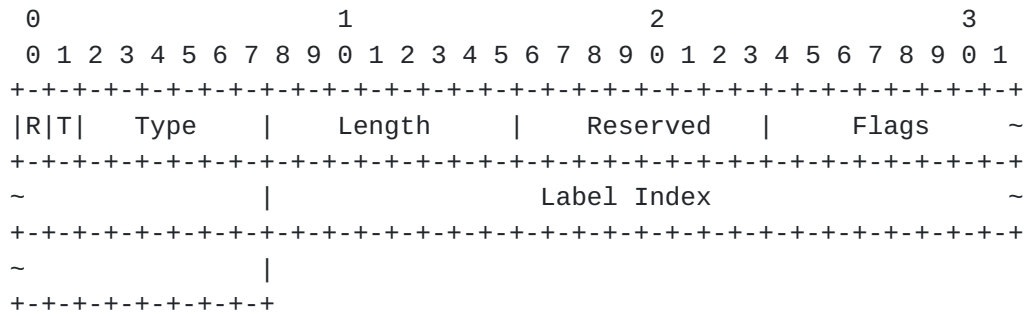 0                   1                   2                   3
 0 1 2 3 4 5 6 7 8 9 0 1 2 3 4 5 6 7 8 9 0 1 2 3 4 5 6 7 8 9 0 1
+-+-+-+-+-+-+-+-+-+-+-+-+-+-+-+-+-+-+-+-+-+-+-+-+-+-+-+-+-+-+-+-+
|R|T|   Type    |    Length     |    Reserved   |     Flags     ~
+-+-+-+-+-+-+-+-+-+-+-+-+-+-+-+-+-+-+-+-+-+-+-+-+-+-+-+-+-+-+-+-+
~               |                 Label Index                   ~
+-+-+-+-+-+-+-+-+-+-+-+-+-+-+-+-+-+-+-+-+-+-+-+-+-+-+-+-+-+-+-+-+
~               |
+-+-+-+-+-+-+-+-+